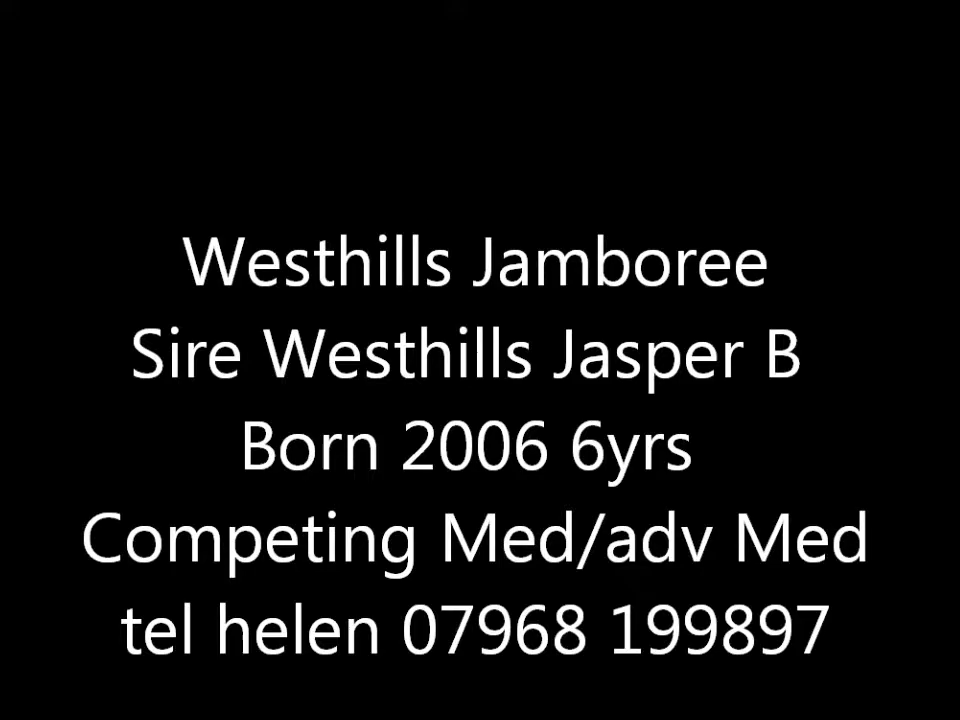 Westhills Jamboree
Sire Westhills Jasper B
Born 2006 6yrs
Competing Med/adv Med
tel helen 07968 199897